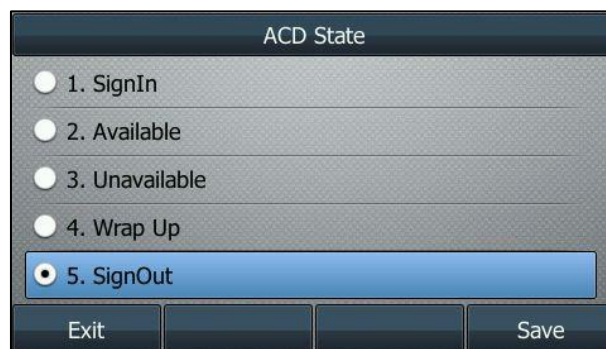 ACD State
1. SignIn
2. Available
3. Unavailable
4. Wrap Up
5. SignOut
Exit Save